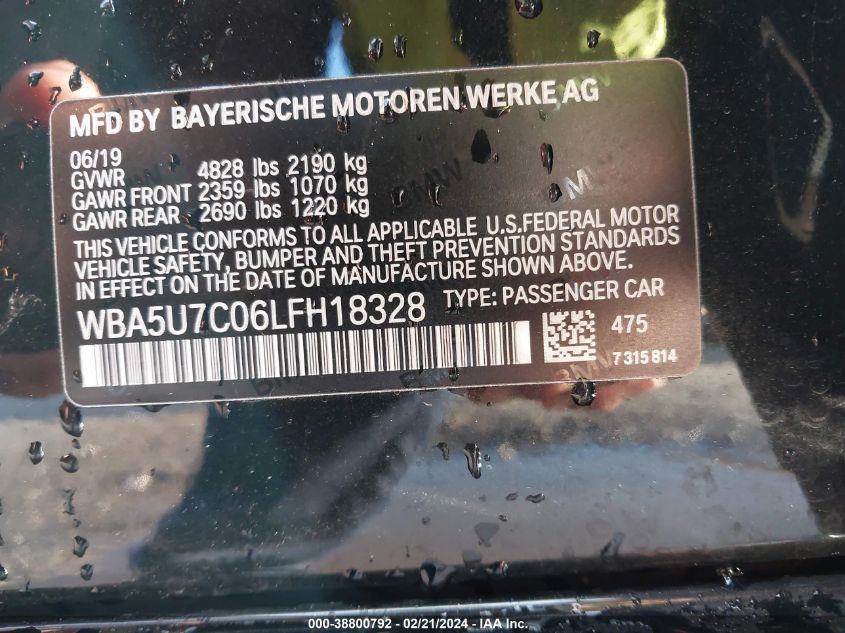 MFD BY BAYERISCHE MOTOREN WERKE AG
06/19
GVWR 4828 lbs 2190 kg
GAWR FRONT 2359 lbs 1070 kg
GAWR REAR 2690 lbs 1220 kg
THIS VEHICLE CONFORMS TO ALL APPLICABLE U.S.FEDERAL MOTOR
VEHICLE SAFETY, BUMPER AND THEFT PREVENTION STANDARDS
IN EFFECT ON THE DATE OF MANUFACTURE SHOWN ABOVE.
WBA5U7C06LFH18328 TYPE: PASSENGER CAR
475
7 315 814
000-38800792 - 02/21/2024 - IAA Inc.